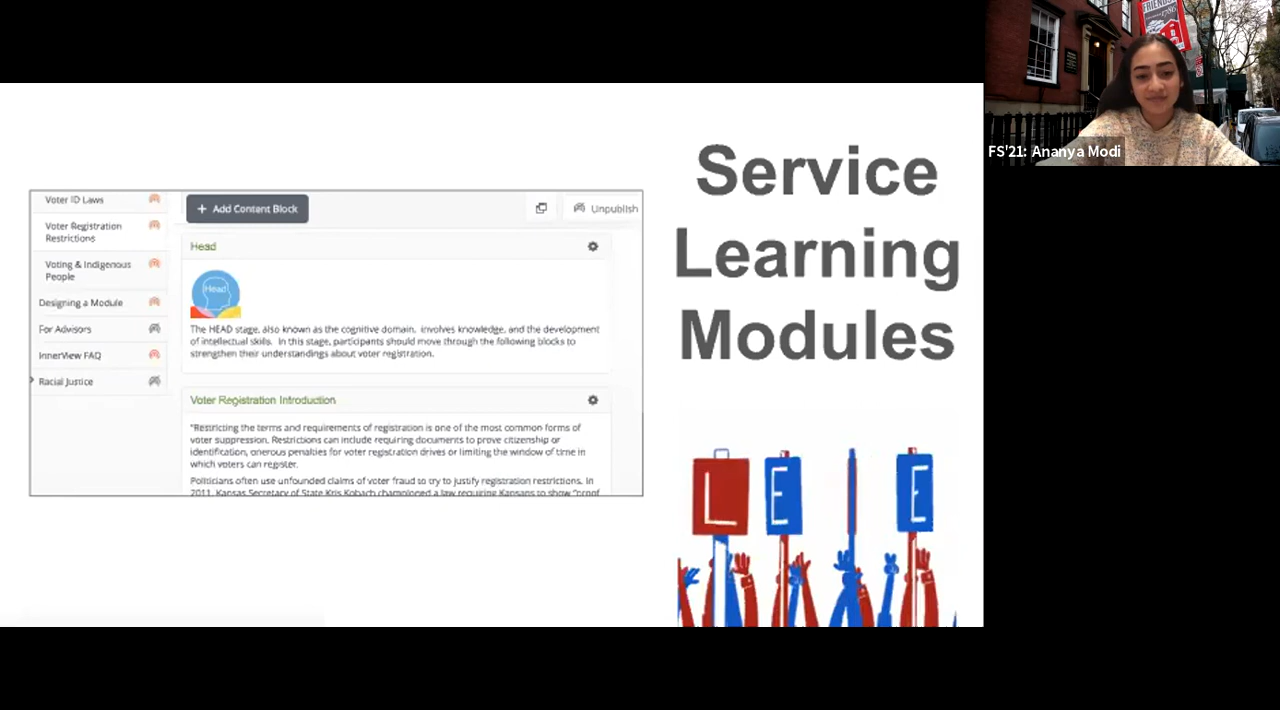 Voter ID Laws
Voter Registration
Restrictions
Voting & Indigenous
People
Designing a Module
For Advisors
InnerView FAQ
Racial Justice
+ Add Content Block
Unpublish
Head
Head
The HEAD stage, also known as the cognitive domain, involves knowledge, and the development
of intellectual skills. In this stage, participants should move through the following blocks to
strengthen their understandings about voter registration.
Voter Registration Introduction
"Restricting the terms and requirements of registration is one of the most common forms of
voter suppression. Restrictions can include requiring documents to prove citizenship or
identification, onerous penalties for voter registration drives or limiting the window of time in
which voters can register.
Politicians often use unfounded claims of voter fraud to try to justify registration restrictions. In
2011, Kansas Secretary of State Kris Kobach championed a law requiring Kansans to show "proof
Service
Learning
Modules
L E E
FRIENDS
1786
FS'21: Ananya Modi